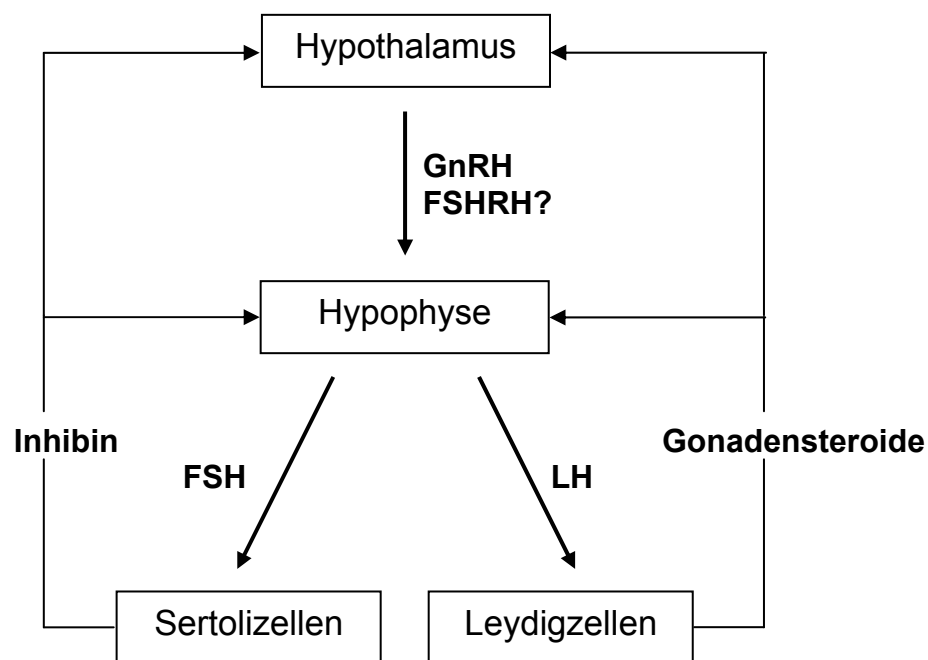 Hypothalamus
GnRH
FSHRH?
Hypophyse
Inhibin
Gonadensteroide
FSH
LH
Sertolizellen
Leydigzellen